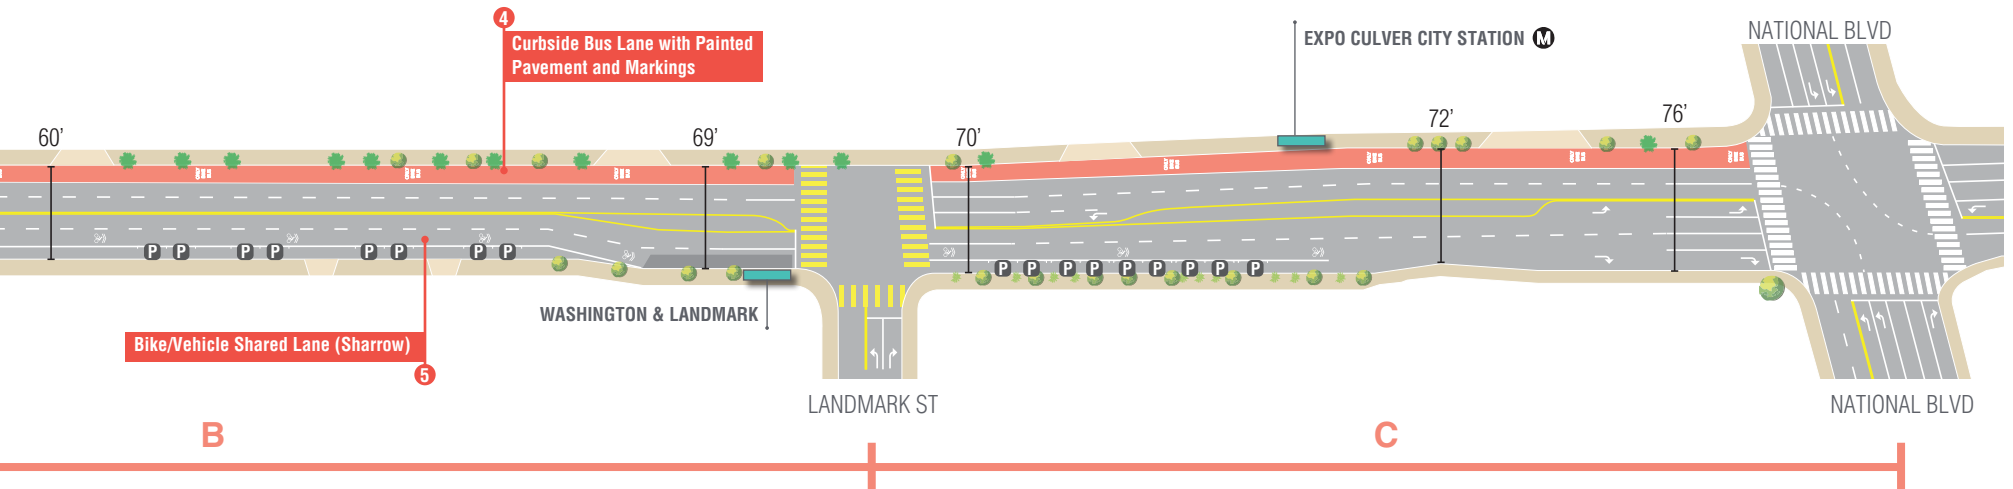 4
Curbside Bus Lane with Painted
Pavement and Markings
EXPO CULVER CITY STATION M
NATIONAL BLVD
60’
69’
70’
72’
76’
P P P P P P P P
P P P P P P P P P
WASHINGTON & LANDMARK
Bike/Vehicle Shared Lane (Sharrow)
5
LANDMARK ST
NATIONAL BLVD
B
C